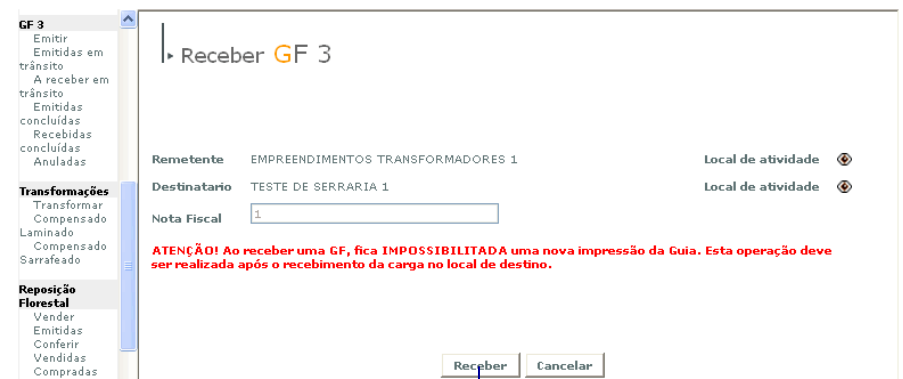 GF 3
Emitir
Emitidas em
trânsito
A receber em
trânsito
Emitidas
concluídas
Recebidas
concluídas
Anuladas
Transformações
Transformar
Compensado
Laminado
Compensado
Sarrafeado
Reposição
Florestal
Vender
Emitidas
Conferir
Vendidas
Compradas
Receber GF 3
Remetente EMPREENDIMENTOS TRANSFORMADORES 1 Local de atividade
Destinatario TESTE DE SERRARIA 1 Local de atividade
Nota Fiscal 1
ATENÇÃO! Ao receber uma GF, fica IMPOSSIBILITADA uma nova impressão da Guia. Esta operação deve
ser realizada após o recebimento da carga no local de destino.
Receber Cancelar